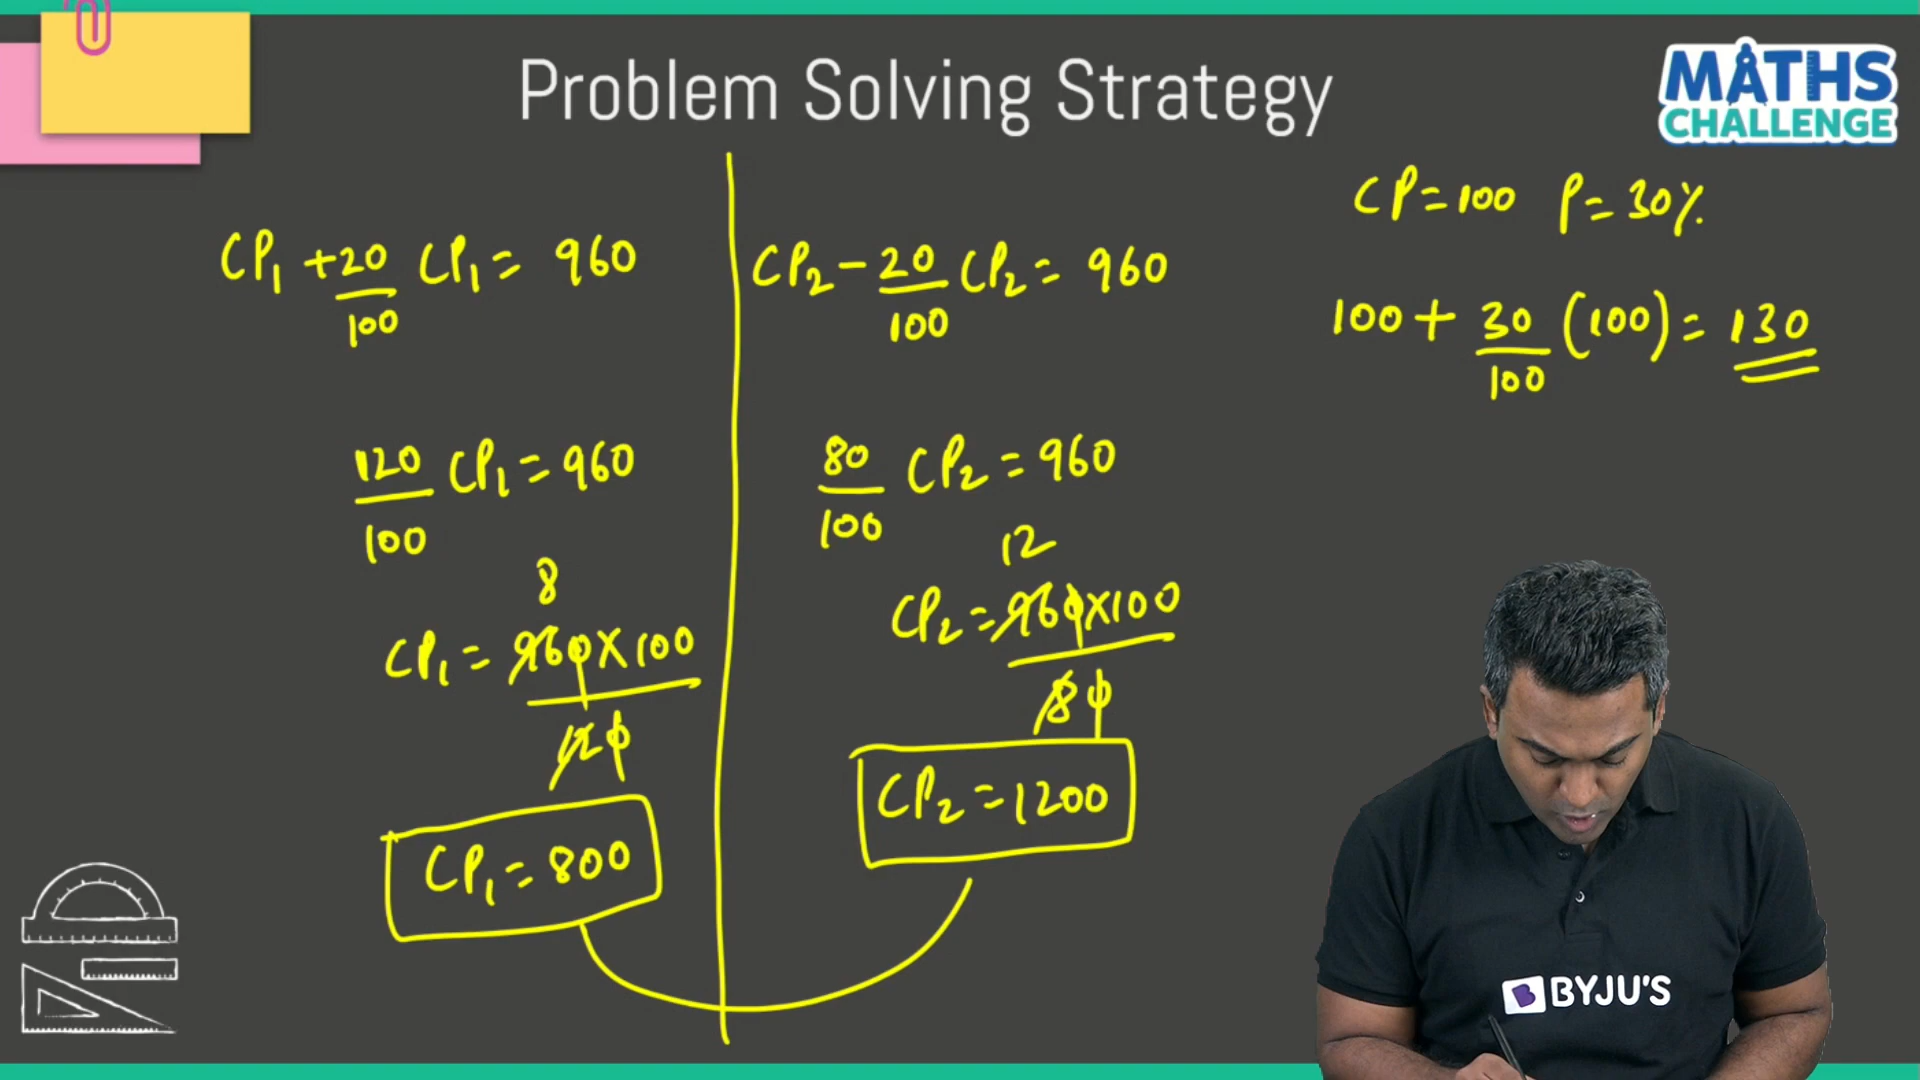 Problem Solving Strategy
MATHS
CHALLENGE
CP₁ + 20/100 CP₁ = 960
120/100 CP₁ = 960
8
CP₁ = 960 × 100 / 120
CP₁ = 800
CP₂ - 20/100 CP₂ = 960
80/100 CP₂ = 960
12
CP₂ = 960 × 100 / 80
CP₂ = 1200
CP = 100 P = 30%
100 + 30/100 (100) = 130
BYJU'S